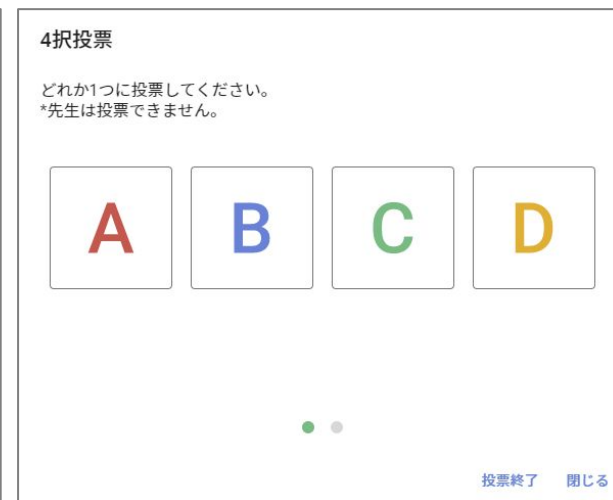 4択投票
どれか1つに投票してください。
*先生は投票できません。
A B C D
投票終了 閉じる